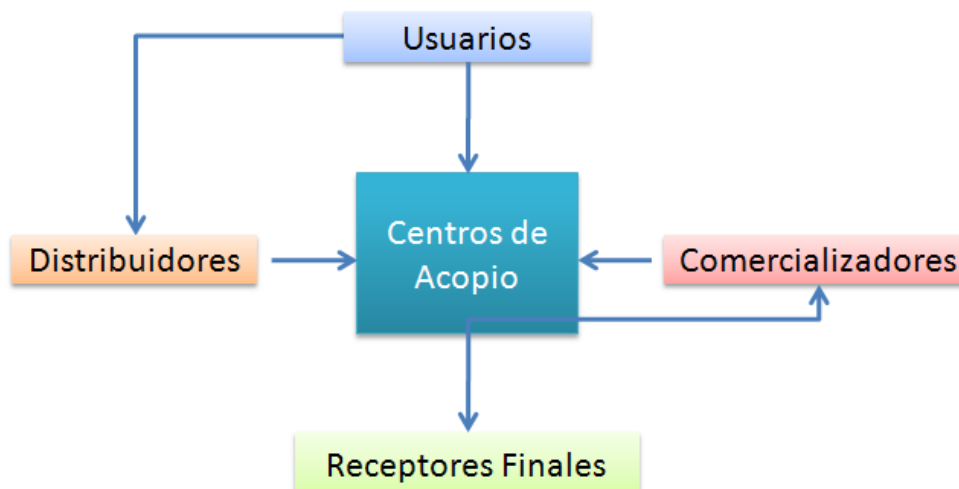 Usuarios
Distribuidores
Centros de
Acopio
Comercializadores
Receptores Finales